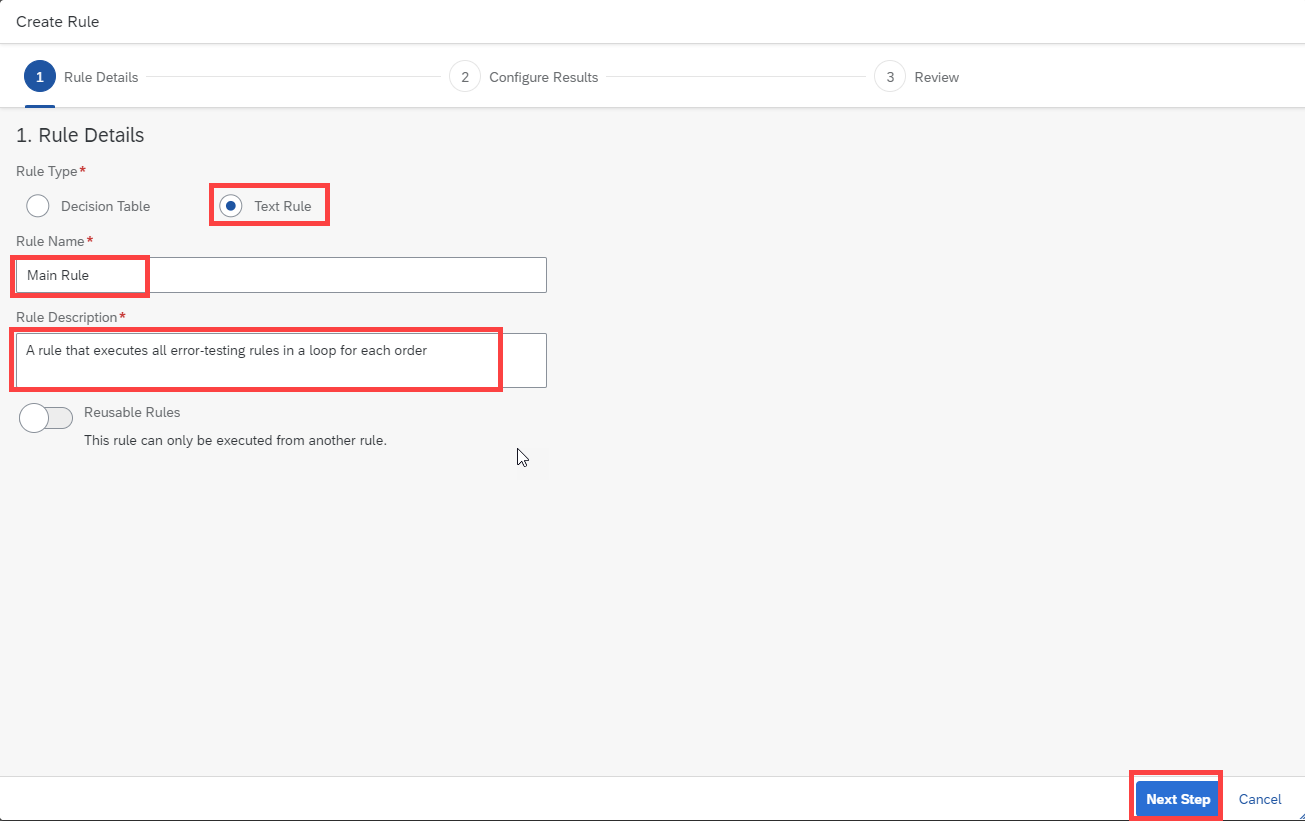 Create Rule
1 Rule Details 2 Configure Results 3 Review
1. Rule Details
Rule Type*
Decision Table Text Rule
Rule Name*
Main Rule
Rule Description*
A rule that executes all error-testing rules in a loop for each order
Reusable Rules
This rule can only be executed from another rule.
Next Step Cancel